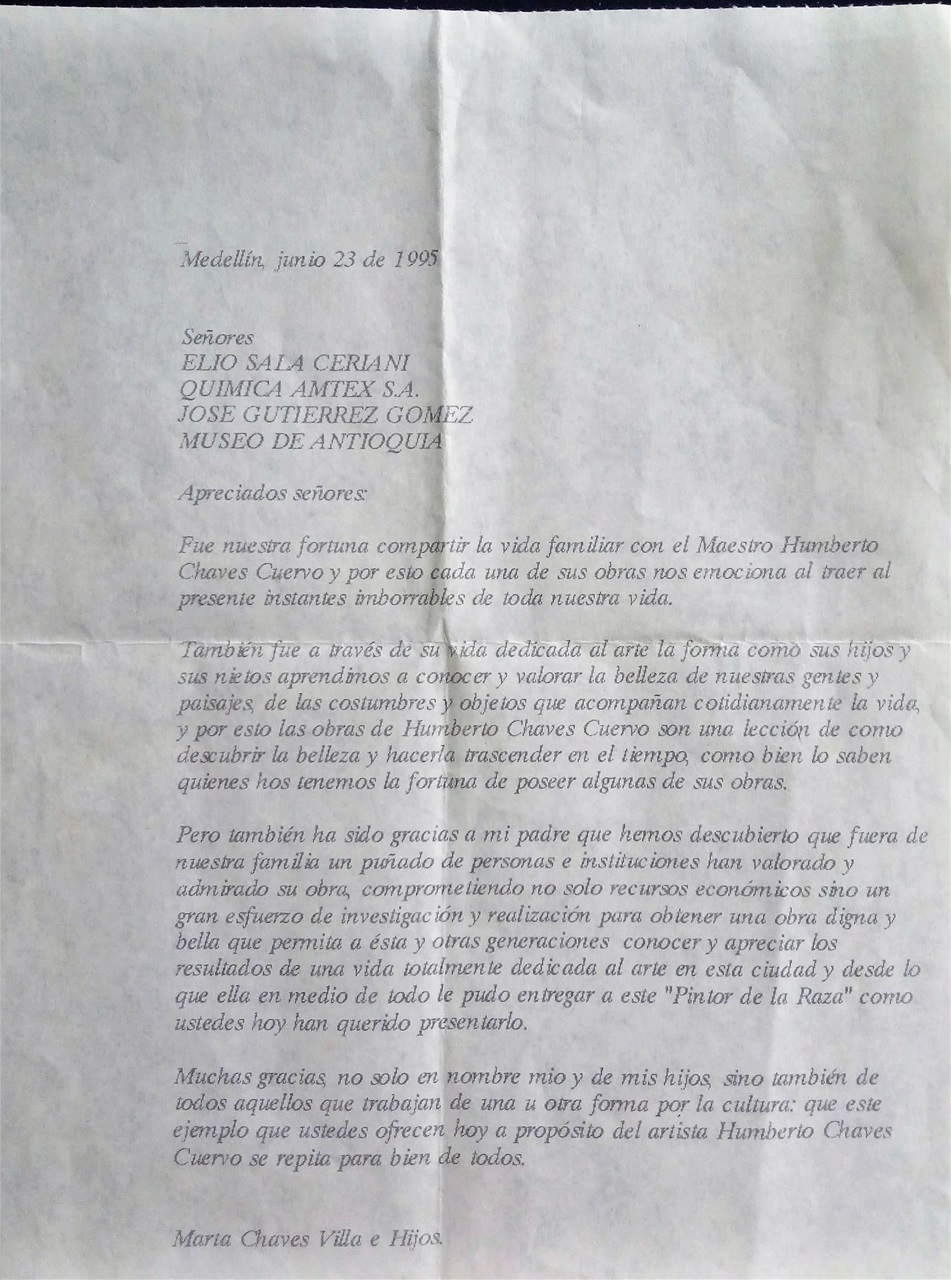 Medellín, junio 23 de 1995
Señores
ELIO SALA CERIANI
QUIMICA AMTEX S.A.
JOSE GUTIERREZ GOMEZ
MUSEO DE ANTIOQUIA
Apreciados señores:
Fue nuestra fortuna compartir la vida familiar con el Maestro Humberto
Chaves Cuervo y por esto cada una de sus obras nos emociona al traer al
presente instantes imborrables de toda nuestra vida.
También fue a través de su vida dedicada al arte la forma como sus hijos y
sus nietos aprendimos a conocer y valorar la belleza de nuestras gentes y
paisajes, de las costumbres y objetos que acompañan cotidianamente la vida,
y por esto las obras de Humberto Chaves Cuervo son una lección de como
descubrir la belleza y hacerla trascender en el tiempo, como bien lo saben
quienes hos tenemos la fortuna de poseer algunas de sus obras.
Pero también ha sido gracias a mi padre que hemos descubierto que fuera de
nuestra familia un puñado de personas e instituciones han valorado y
admirado su obra, comprometiendo no solo recursos económicos sino un
gran esfuerzo de investigación y realización para obtener una obra digna y
bella que permita a ésta y otras generaciones conocer y apreciar los
resultados de una vida totalmente dedicada al arte en esta ciudad y desde lo
que ella en medio de todo le pudo entregar a este "Pintor de la Raza" como
ustedes hoy han querido presentarlo.
Muchas gracias, no solo en nombre mio y de mis hijos, sino también de
todos aquellos que trabajan de una u otra forma por la cultura: que este
ejemplo que ustedes ofrecen hoy a propósito del artista Humberto Chaves
Cuervo se repita para bien de todos.
Marta Chaves Villa e Hijos.